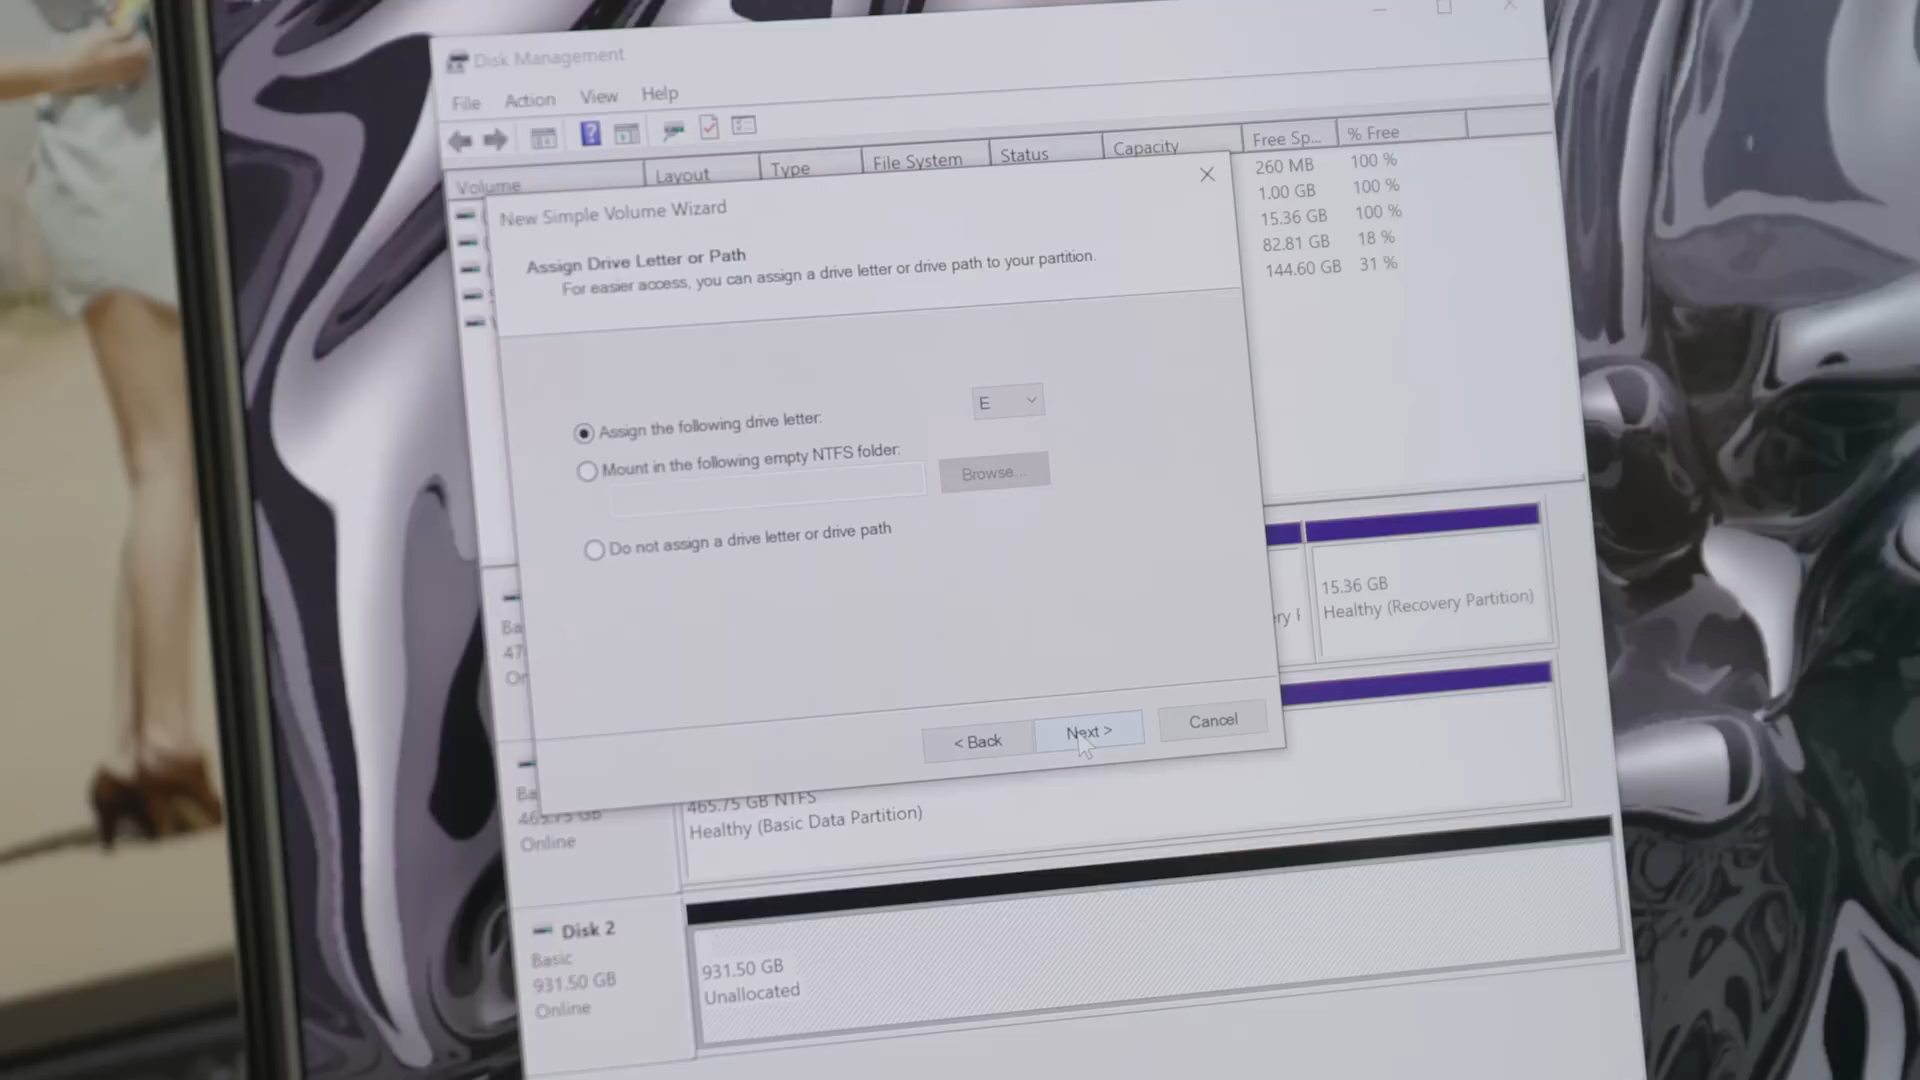 Disk Management
File Action View Help
Volume Layout Type File System Status Capacity Free Sp... % Free
260 MB 100 %
1.00 GB 100 %
15.36 GB 100 %
82.81 GB 18 %
144.60 GB 31 %
New Simple Volume Wizard
Assign Drive Letter or Path
For easier access, you can assign a drive letter or drive path to your partition.
Assign the following drive letter: E
Mount in the following empty NTFS folder:
Browse...
Do not assign a drive letter or drive path
< Back Next > Cancel
15.36 GB
Healthy (Recovery Partition)
465.75 GB NTFS
Healthy (Basic Data Partition)
465.75 GB
Online
Disk 2
Basic
931.50 GB
Online
931.50 GB
Unallocated